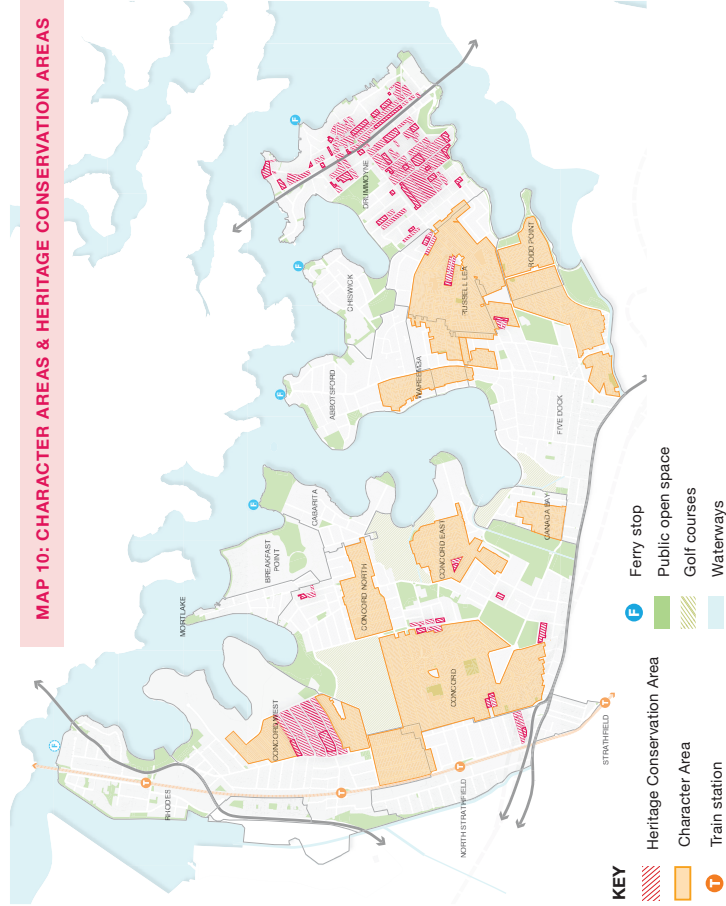 MAP 10: CHARACTER AREAS & HERITAGE CONSERVATION AREAS
F
F
F
F
F
RHODES
T
T
T
T
NORTH STRATHFIELD
STRATHFIELD
CONCORD WEST
CONCORD
CONCORD NORTH
CONCORD EAST
MORTLAKE
BREAKFAST
POINT
CABARITA
CANADA BAY
FIVE DOCK
ABBOTSFORD
WAREEMBA
CHISWICK
RUSSELL LEA
RODD POINT
DRUMMOYNE
KEY
Heritage Conservation Area
Character Area
T Train station
F Ferry stop
Public open space
Golf courses
Waterways